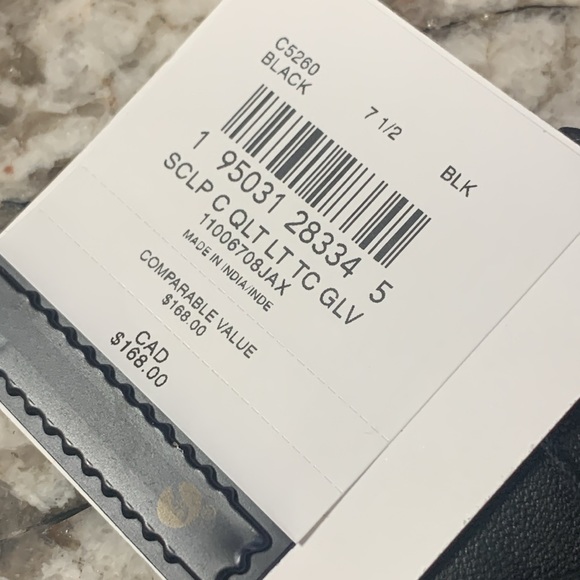 C5260
BLACK 7 1/2 BLK
1 95031 28334 5
SCLP C QLT LT TC GLV
11006708JAX
MADE IN INDIA/INDE
COMPARABLE VALUE
$168.00
CAD
$168.00